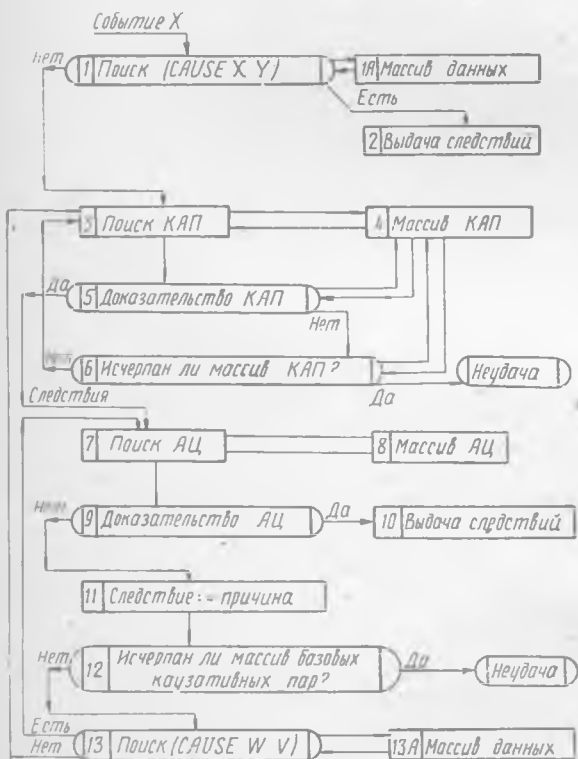 Событие X
Нет
1 Поиск (CAUSE X Y)
1А Массив данных
Есть
2 Выдача следствий
3 Поиск КАП
4 Массив КАП
Да
5 Доказательство КАП
Нет
Нет
6 Исчерпан ли массив КАП?
Неудача
Да
Следствия
7 Поиск АЦ
8 Массив АЦ
Нет
9 Доказательство АЦ
Да
10 Выдача следствий
11 Следствие := причина
Нет
12 Исчерпан ли массив базовых
каузативных пар?
Да
Неудача
Есть
Нет
13 Поиск (CAUSE W V)
13А Массив данных